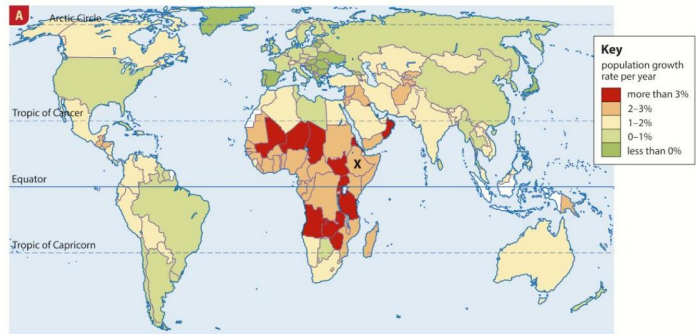 A
Arctic Circle
Tropic of Cancer
X
Equator
Tropic of Capricorn
Key
population growth
rate per year
more than 3%
2–3%
1–2%
0–1%
less than 0%